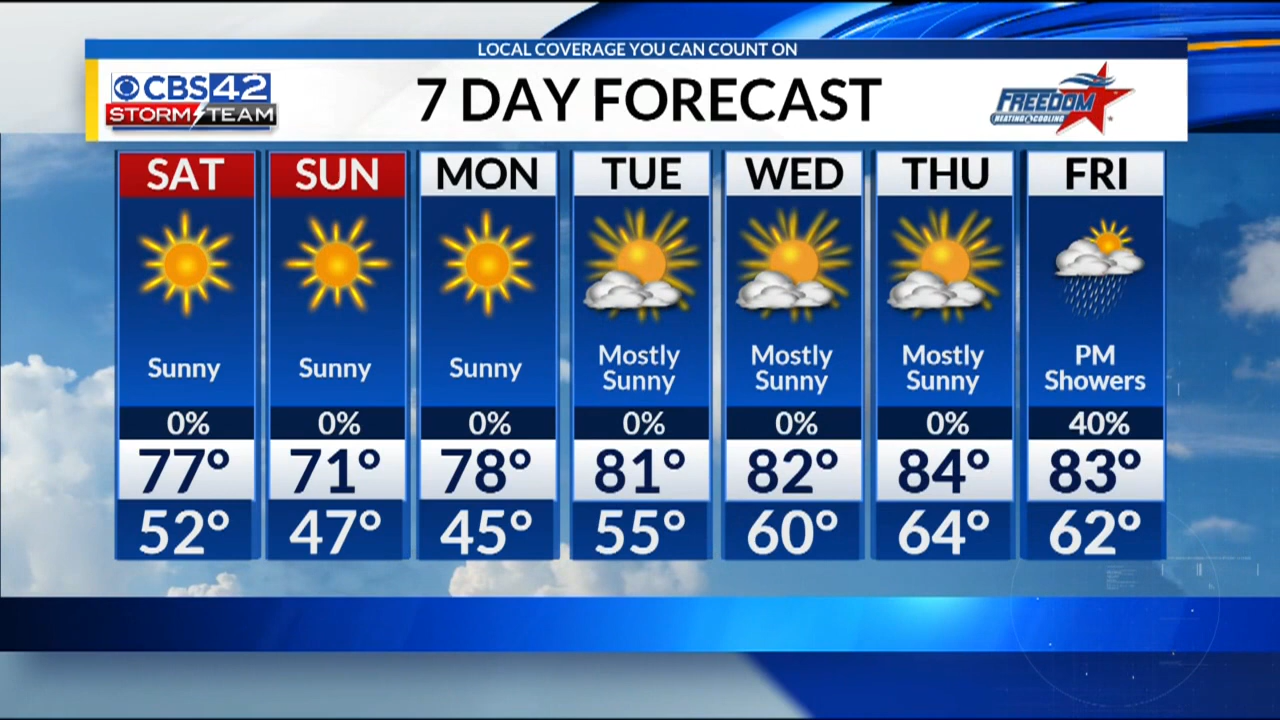 LOCAL COVERAGE YOU CAN COUNT ON
CBS 42
STORM TEAM
7 DAY FORECAST
FREEDOM
HEATING & COOLING
SAT SUN MON TUE WED THU FRI
Sunny Sunny Sunny Mostly Sunny Mostly Sunny Mostly Sunny PM Showers
0% 0% 0% 0% 0% 0% 40%
77° 71° 78° 81° 82° 84° 83°
52° 47° 45° 55° 60° 64° 62°